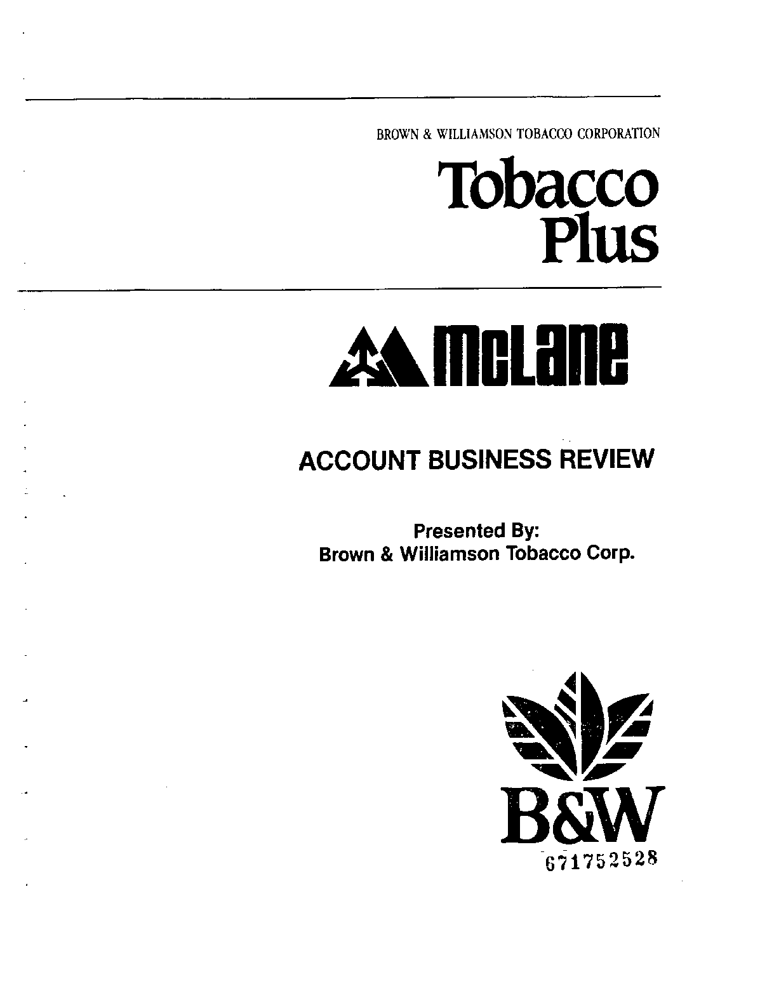 BROWN & WILLIAMSON TOBACCO CORPORATION
Tobacco
Plus
McLane
ACCOUNT BUSINESS REVIEW
Presented By:
Brown & Williamson Tobacco Corp.
B&W
671752528